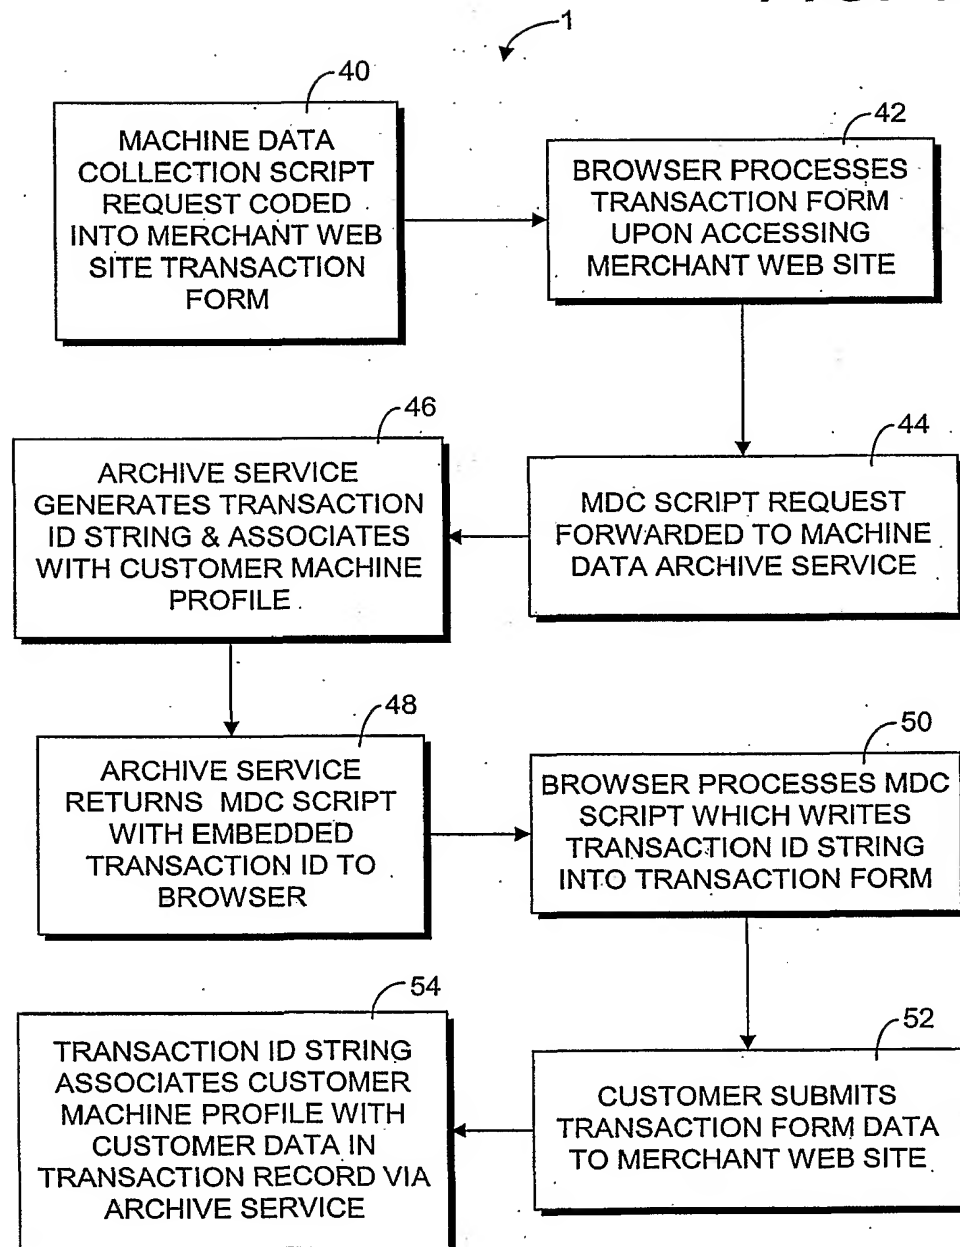 1
40
MACHINE DATA
COLLECTION SCRIPT
REQUEST CODED
INTO MERCHANT WEB
SITE TRANSACTION
FORM
42
BROWSER PROCESSES
TRANSACTION FORM
UPON ACCESSING
MERCHANT WEB SITE
44
MDC SCRIPT REQUEST
FORWARDED TO MACHINE
DATA ARCHIVE SERVICE
46
ARCHIVE SERVICE
GENERATES TRANSACTION
ID STRING & ASSOCIATES
WITH CUSTOMER MACHINE
PROFILE
48
ARCHIVE SERVICE
RETURNS MDC SCRIPT
WITH EMBEDDED
TRANSACTION ID TO
BROWSER
50
BROWSER PROCESSES MDC
SCRIPT WHICH WRITES
TRANSACTION ID STRING
INTO TRANSACTION FORM
52
CUSTOMER SUBMITS
TRANSACTION FORM DATA
TO MERCHANT WEB SITE
54
TRANSACTION ID STRING
ASSOCIATES CUSTOMER
MACHINE PROFILE WITH
CUSTOMER DATA IN
TRANSACTION RECORD VIA
ARCHIVE SERVICE